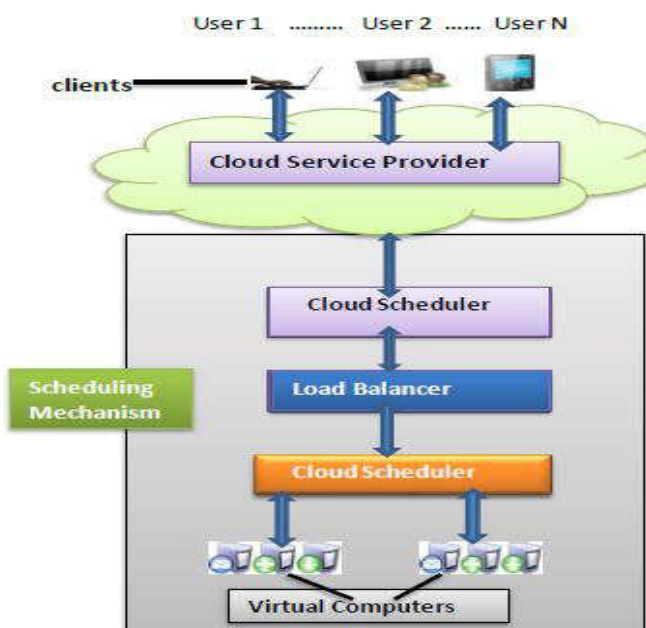 User 1 ......... User 2 ...... User N
clients
Cloud Service Provider
Cloud Scheduler
Scheduling
Mechanism
Load Balancer
Cloud Scheduler
Virtual Computers